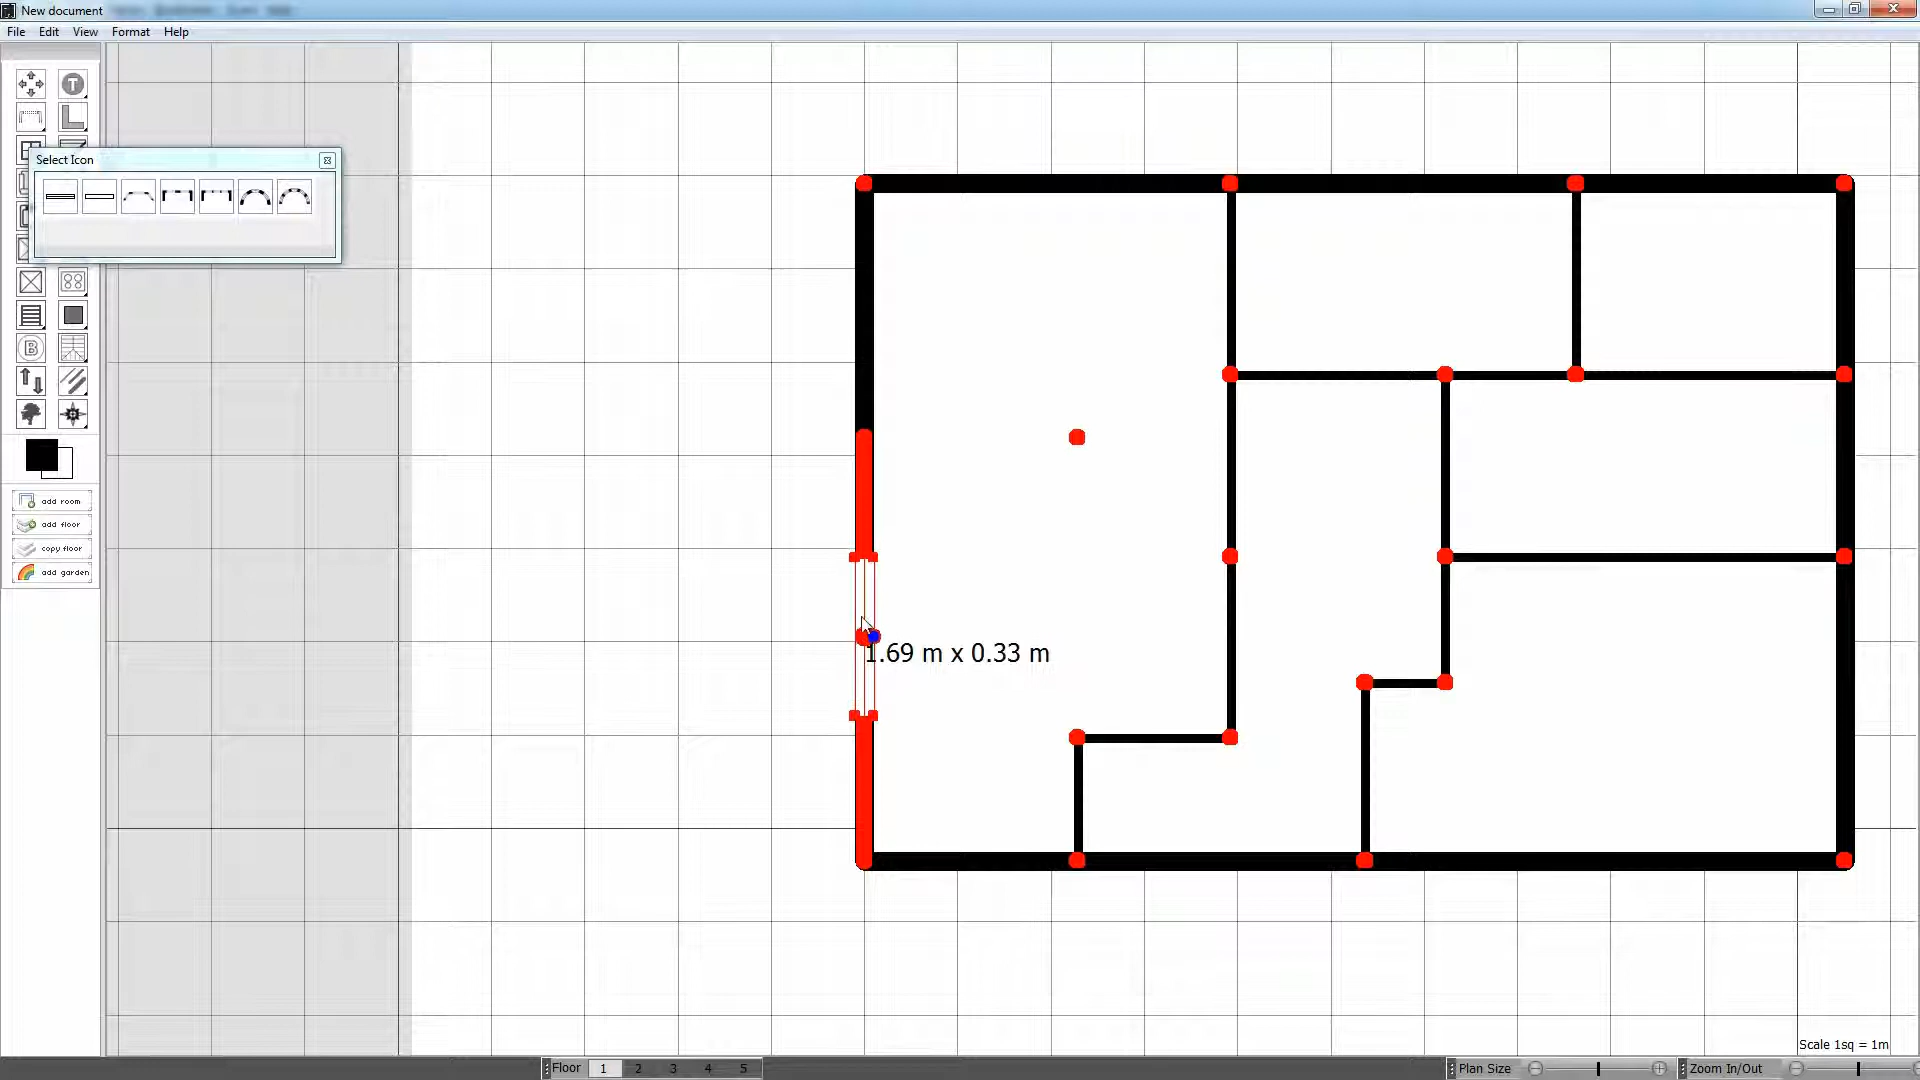 New document
File Edit View Format Help
T
Select Icon
B
add room
add floor
copy floor
add garden
1.69 m x 0.33 m
Scale 1sq = 1m
Floor 1 2 3 4 5
Plan Size
Zoom In/Out